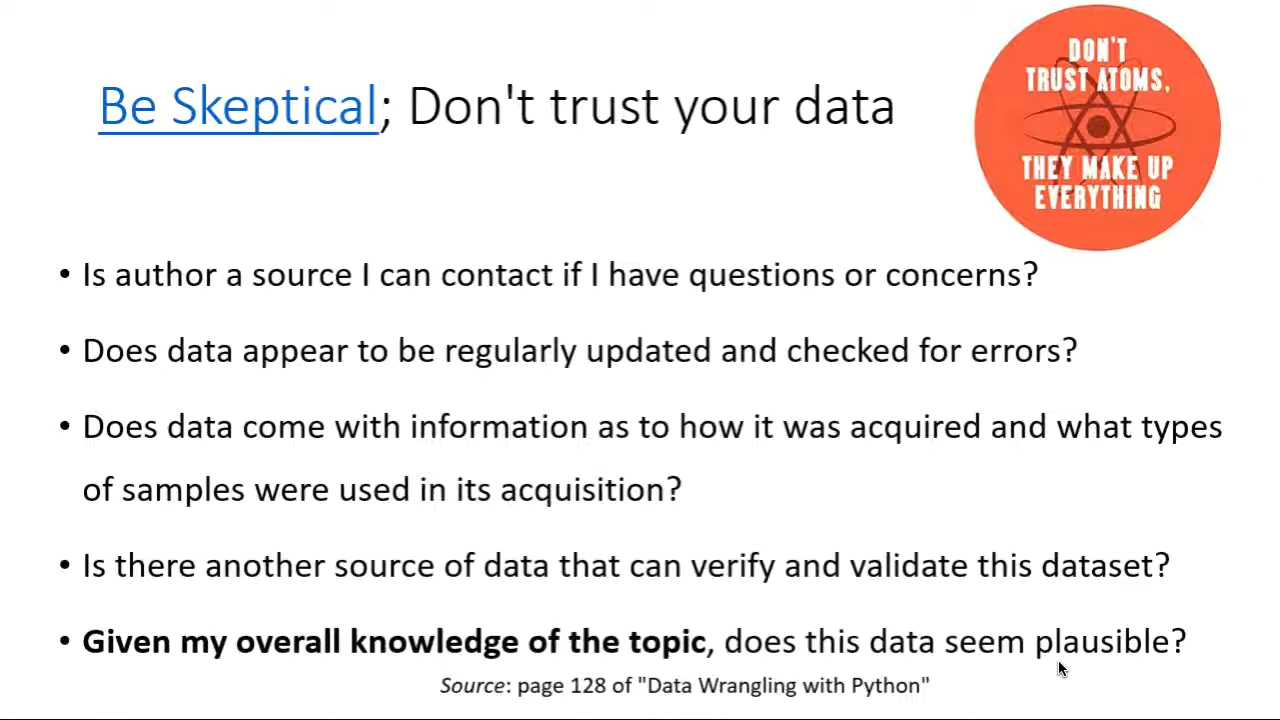 Be Skeptical; Don't trust your data
DON'T
TRUST ATOMS,
THEY MAKE UP
EVERYTHING
• Is author a source I can contact if I have questions or concerns?
• Does data appear to be regularly updated and checked for errors?
• Does data come with information as to how it was acquired and what types
of samples were used in its acquisition?
• Is there another source of data that can verify and validate this dataset?
• Given my overall knowledge of the topic, does this data seem plausible?
Source: page 128 of "Data Wrangling with Python"